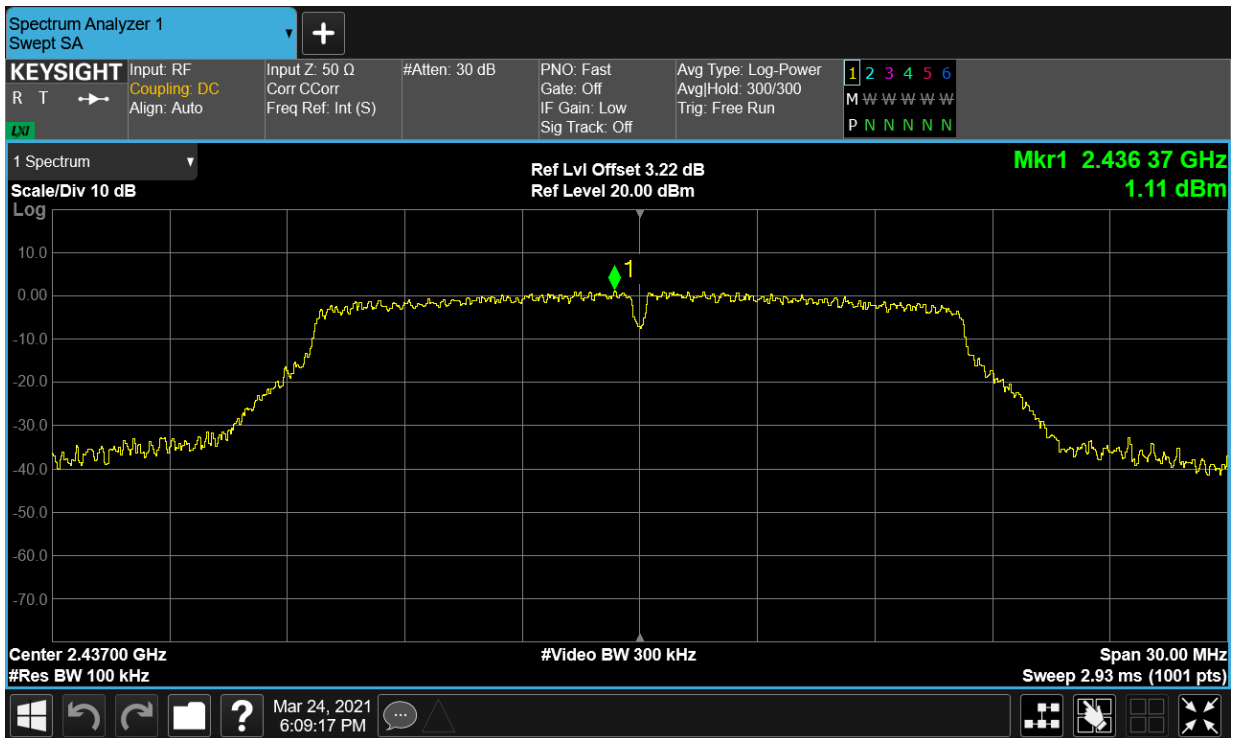 Spectrum Analyzer 1
Swept SA
+
KEYSIGHT
R T
LXI
Input: RF
Coupling: DC
Align: Auto
Input Z: 50 Ω
Corr CCorr
Freq Ref: Int (S)
#Atten: 30 dB
PNO: Fast
Gate: Off
IF Gain: Low
Sig Track: Off
Avg Type: Log-Power
Avg|Hold: 300/300
Trig: Free Run
1 2 3 4 5 6
M W W W W W
P N N N N N
1 Spectrum
Scale/Div 10 dB
Log
Ref Lvl Offset 3.22 dB
Ref Level 20.00 dBm
Mkr1 2.436 37 GHz
1.11 dBm
10.0
0.00
-10.0
-20.0
-30.0
-40.0
-50.0
-60.0
-70.0
1
Center 2.43700 GHz
#Res BW 100 kHz
#Video BW 300 kHz
Span 30.00 MHz
Sweep 2.93 ms (1001 pts)
?
Mar 24, 2021
6:09:17 PM